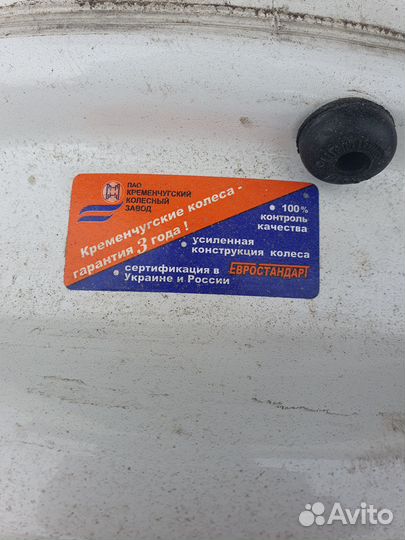 ПАО
КРЕМЕНЧУГСКИЙ
КОЛЕСНЫЙ
ЗАВОД
Кременчугские колеса -
гарантия 3 года !
• 100%
контроль
качества
• усиленная
конструкция колеса
• сертификация в
Украине и России
ЕВРОСТАНДАРТ
Avito